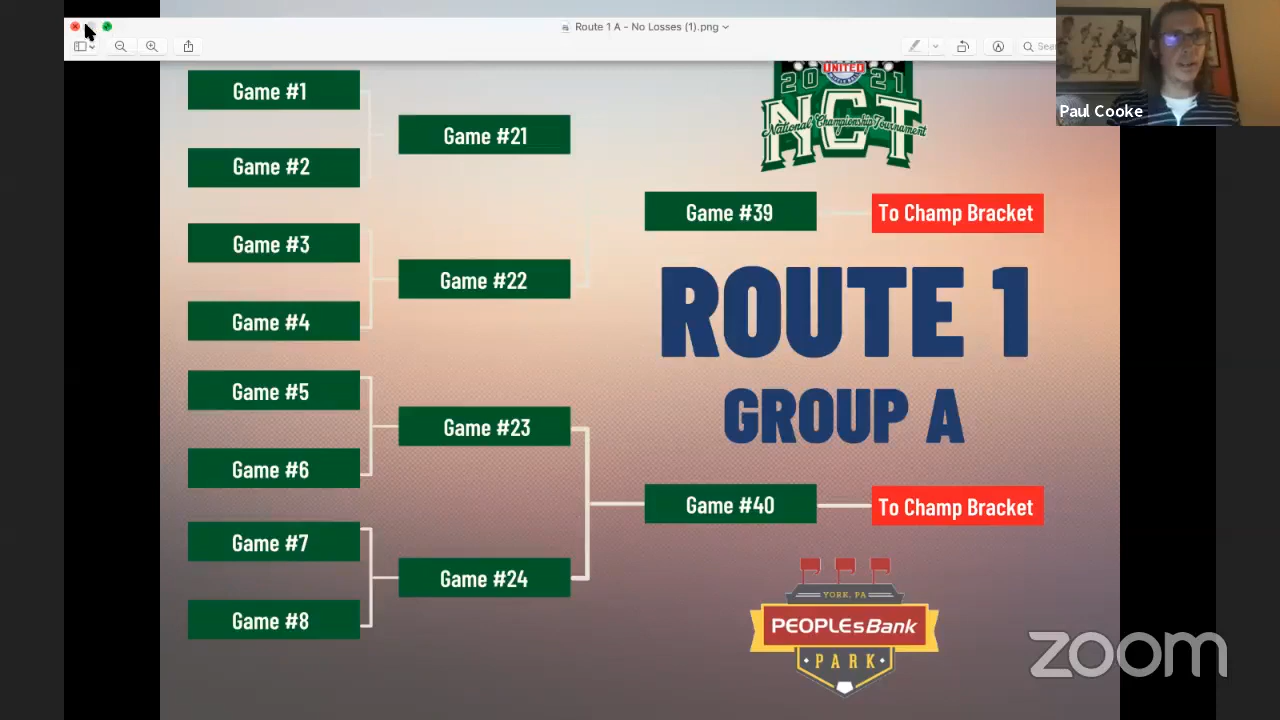 Route 1 A - No Losses (1).png
Sea
Paul Cooke
Game #1
Game #2
Game #3
Game #4
Game #5
Game #6
Game #7
Game #8
Game #21
Game #22
Game #23
Game #24
UNITED
2021
NCT
National Championship Tournament
Game #39
To Champ Bracket
ROUTE 1
GROUP A
Game #40
To Champ Bracket
YORK, PA
PEOPLEsBank
PARK
zoom